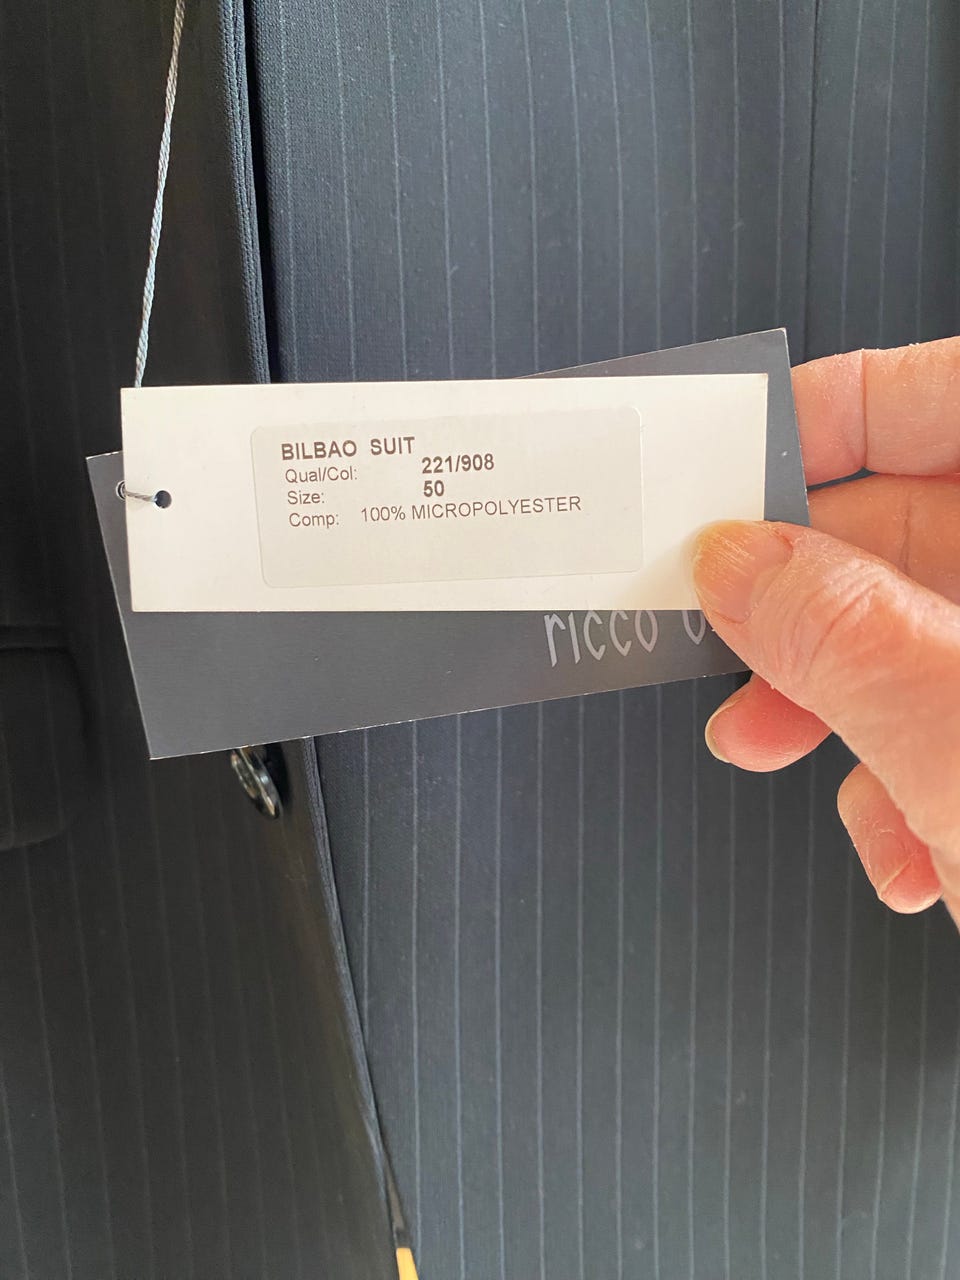 BILBAO SUIT
Qual/Col: 221/908
Size: 50
Comp: 100% MICROPOLYESTER
ricco